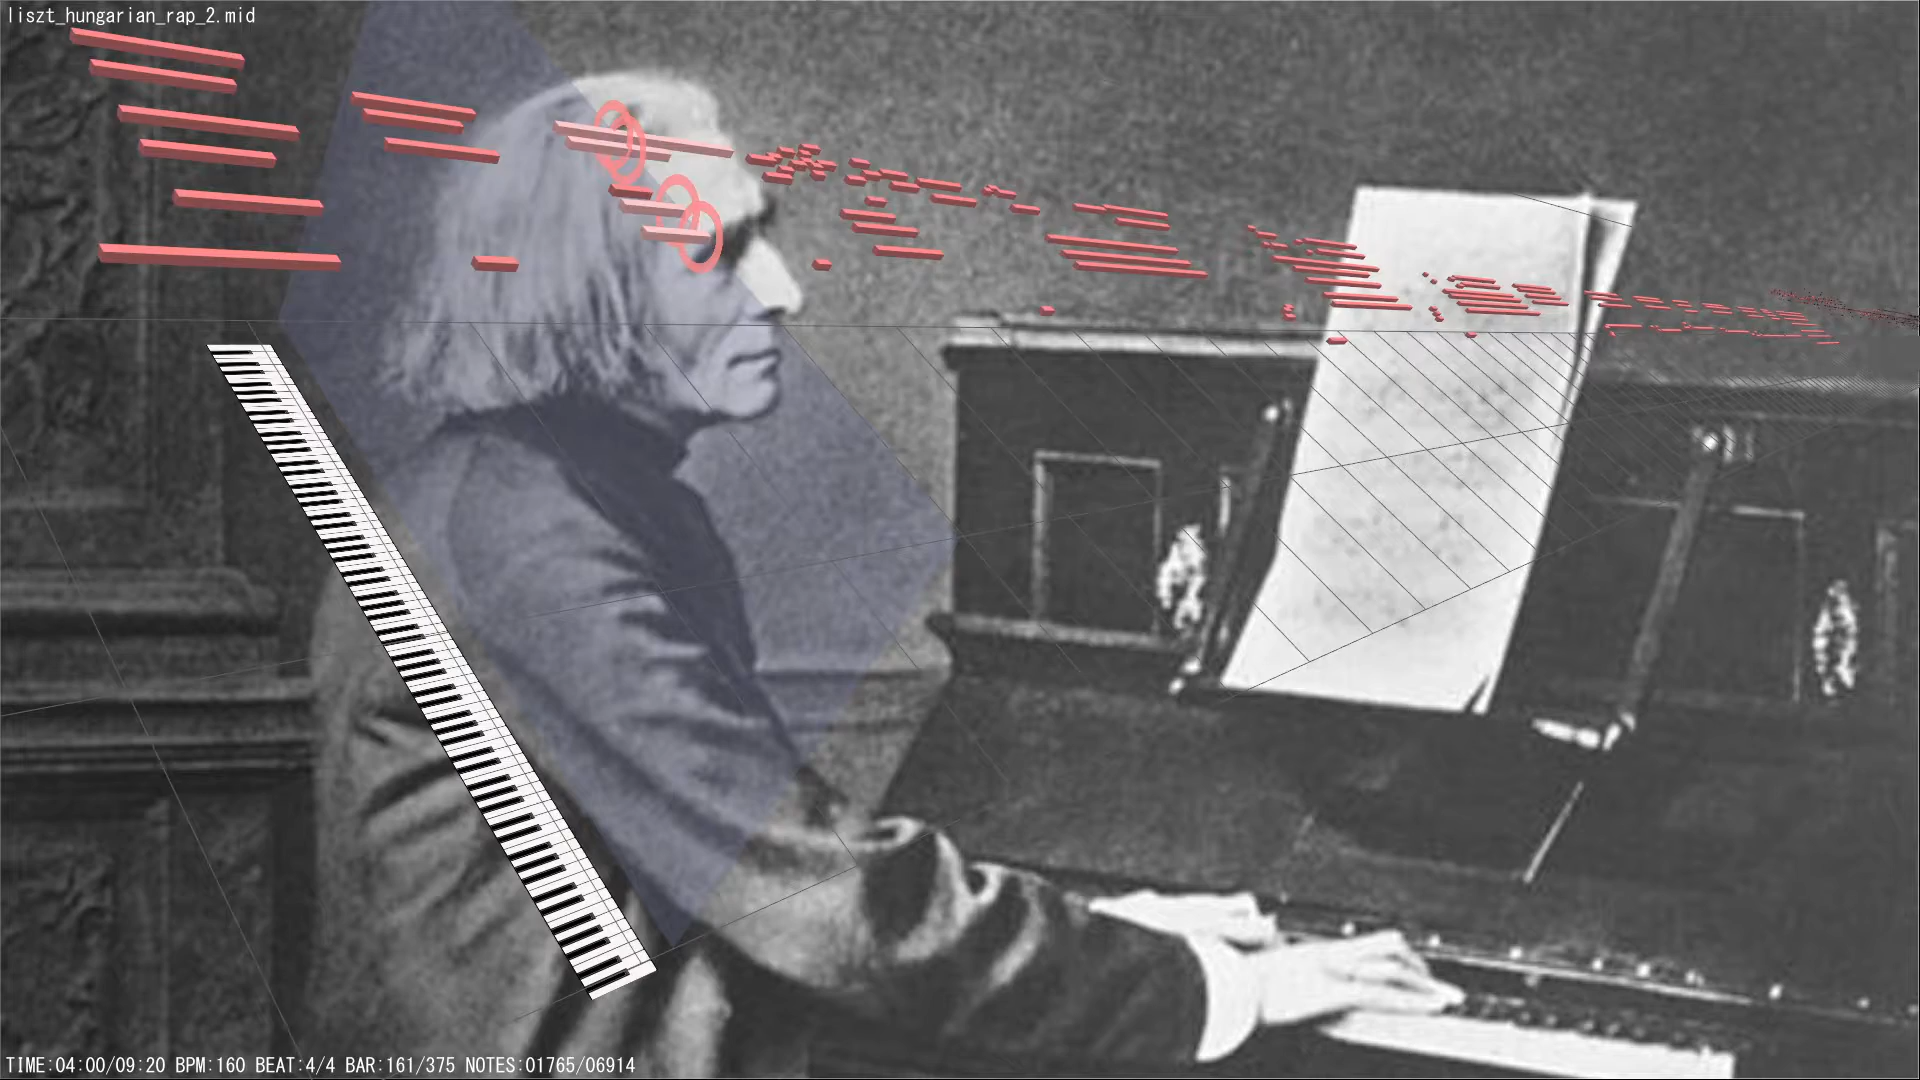 liszt_hungarian_rap_2.mid
TIME:04:00/09:20 BPM:160 BEAT:4/4 BAR:161/375 NOTES:01765/06914